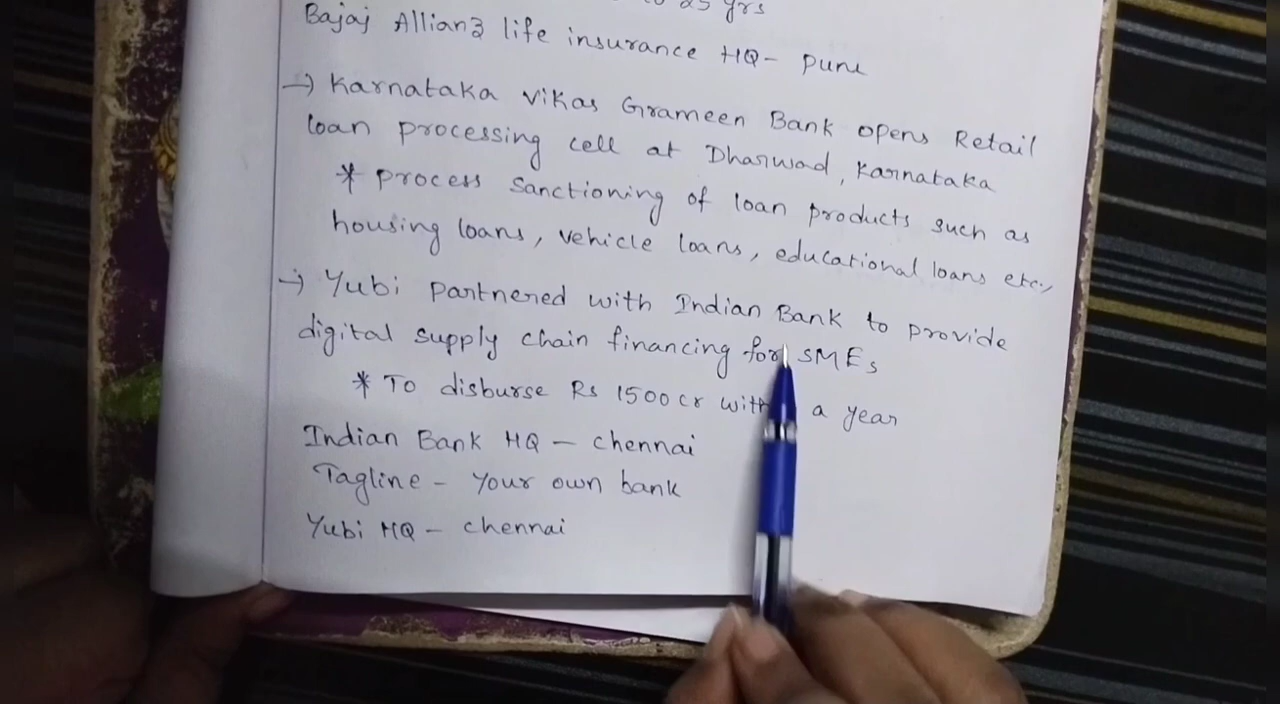 25 yrs
Bajaj Allianz life insurance HQ- Pune
→ Karnataka Vikas Grameen Bank opens Retail
loan processing cell at Dharwad, Karnataka
* Process Sanctioning of loan products such as
housing loans, vehicle loans, educational loans etc.,
→ Yubi partnered with Indian Bank to provide
digital supply chain financing for SMEs
* To disburse Rs 1500 cr with a year
Indian Bank HQ - Chennai
Tagline - Your own bank
Yubi HQ - Chennai